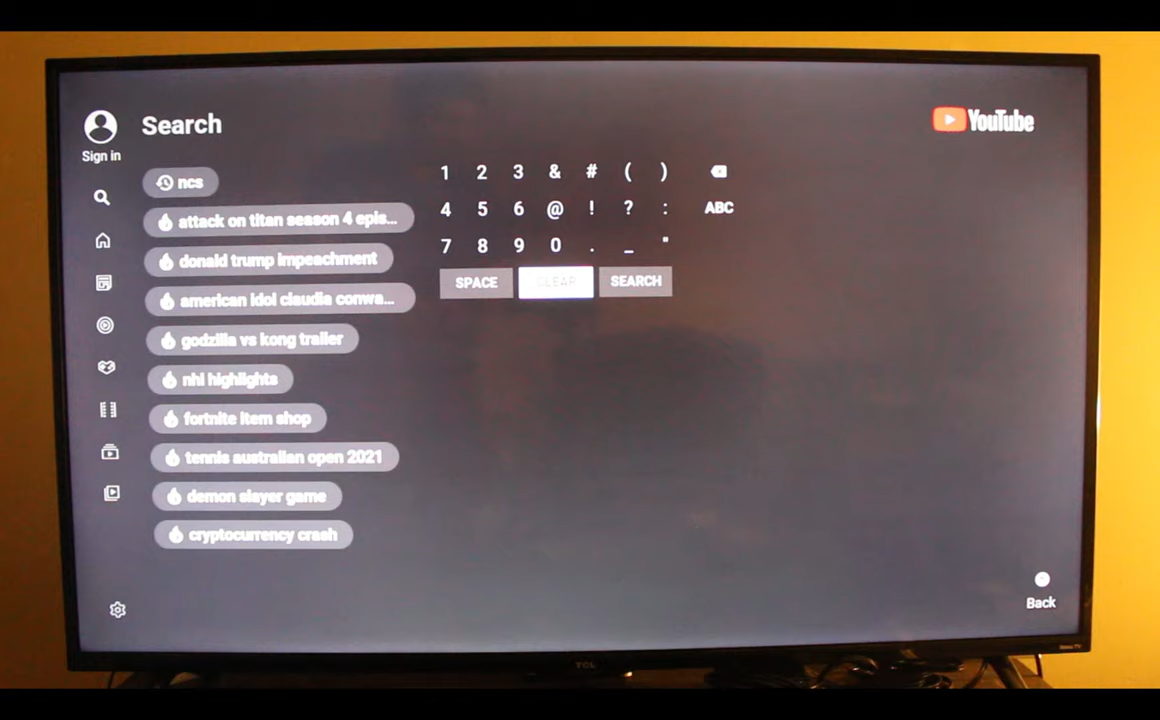 Search
YouTube
Sign in
ncs
attack on titan season 4 epis...
donald trump impeachment
american idol claudia conwa...
godzilla vs kong trailer
nhl highlights
fortnite item shop
tennis australian open 2021
demon slayer game
cryptocurrency crash
1 2 3 & # ( )
4 5 6 @ ! ? : ABC
7 8 9 0 . _ "
SPACE CLEAR SEARCH
Back
TCL
Roku TV